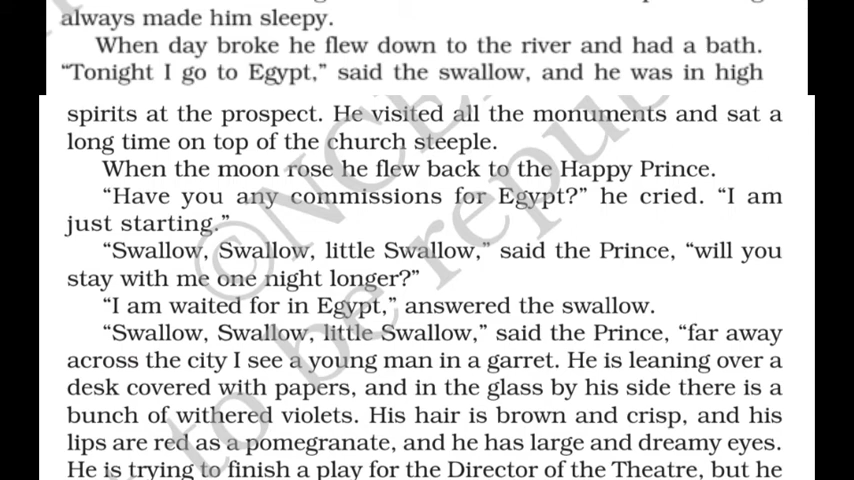 always made him sleepy.
When day broke he flew down to the river and had a bath.
“Tonight I go to Egypt,” said the swallow, and he was in high
spirits at the prospect. He visited all the monuments and sat a
long time on top of the church steeple.
When the moon rose he flew back to the Happy Prince.
“Have you any commissions for Egypt?” he cried. “I am
just starting.”
“Swallow, Swallow, little Swallow,” said the Prince, “will you
stay with me one night longer?”
“I am waited for in Egypt,” answered the swallow.
“Swallow, Swallow, little Swallow,” said the Prince, “far away
across the city I see a young man in a garret. He is leaning over a
desk covered with papers, and in the glass by his side there is a
bunch of withered violets. His hair is brown and crisp, and his
lips are red as a pomegranate, and he has large and dreamy eyes.
He is trying to finish a play for the Director of the Theatre, but he